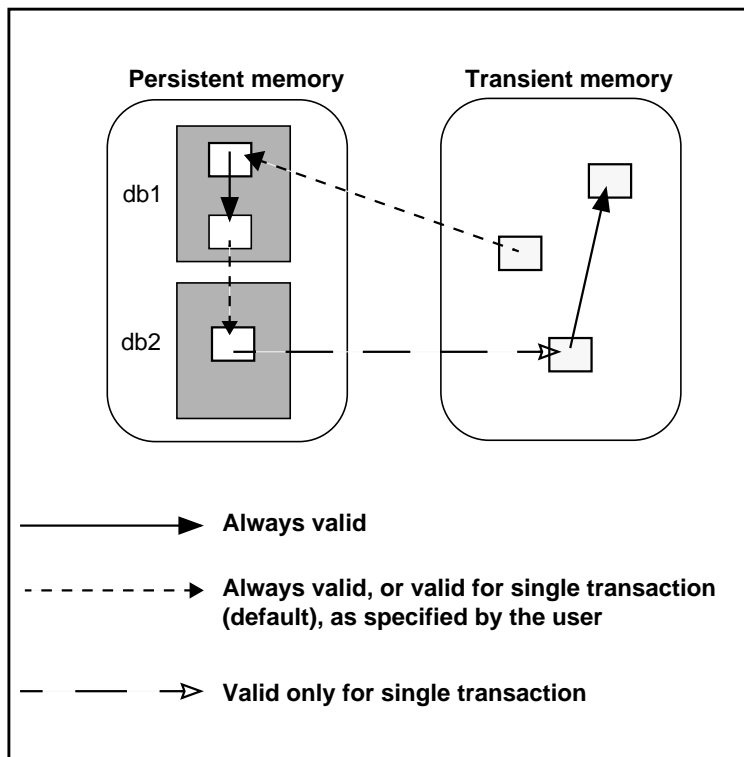 Persistent memory
Transient memory
db1
db2
Always valid
Always valid, or valid for single transaction
(default), as specified by the user
Valid only for single transaction